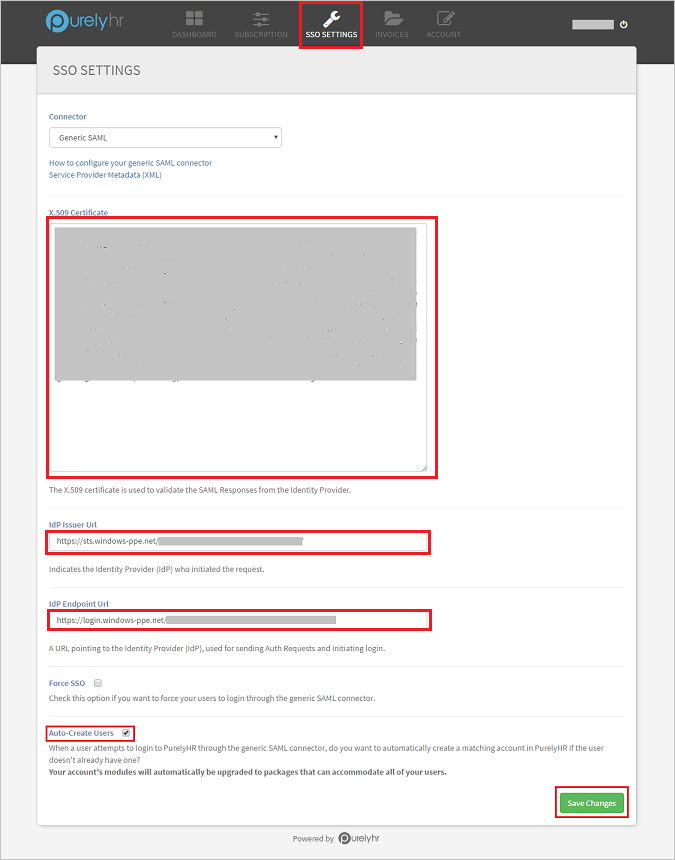 purelyhr
DASHBOARD
SUBSCRIPTION
SSO SETTINGS
INVOICES
ACCOUNT
SSO SETTINGS
Connector
Generic SAML
How to configure your generic SAML connector
Service Provider Metadata (XML)
X.509 Certificate
The X.509 certificate is used to validate the SAML Responses from the Identity Provider.
IdP Issuer Url
https://sts.windows-ppe.net/
Indicates the Identity Provider (IdP) who initiated the request.
IdP Endpoint Url
https://login.windows-ppe.net/
A URL pointing to the Identity Provider (IdP), used for sending Auth Requests and initiating login.
Force SSO
Check this option if you want to force your users to login through the generic SAML connector.
Auto-Create Users
When a user attempts to login to PurelyHR through the generic SAML connector, do you want to automatically create a matching account in PurelyHR if the user
doesn't already have one?
Your account's modules will automatically be upgraded to packages that can accommodate all of your users.
Save Changes
Powered by purelyhr